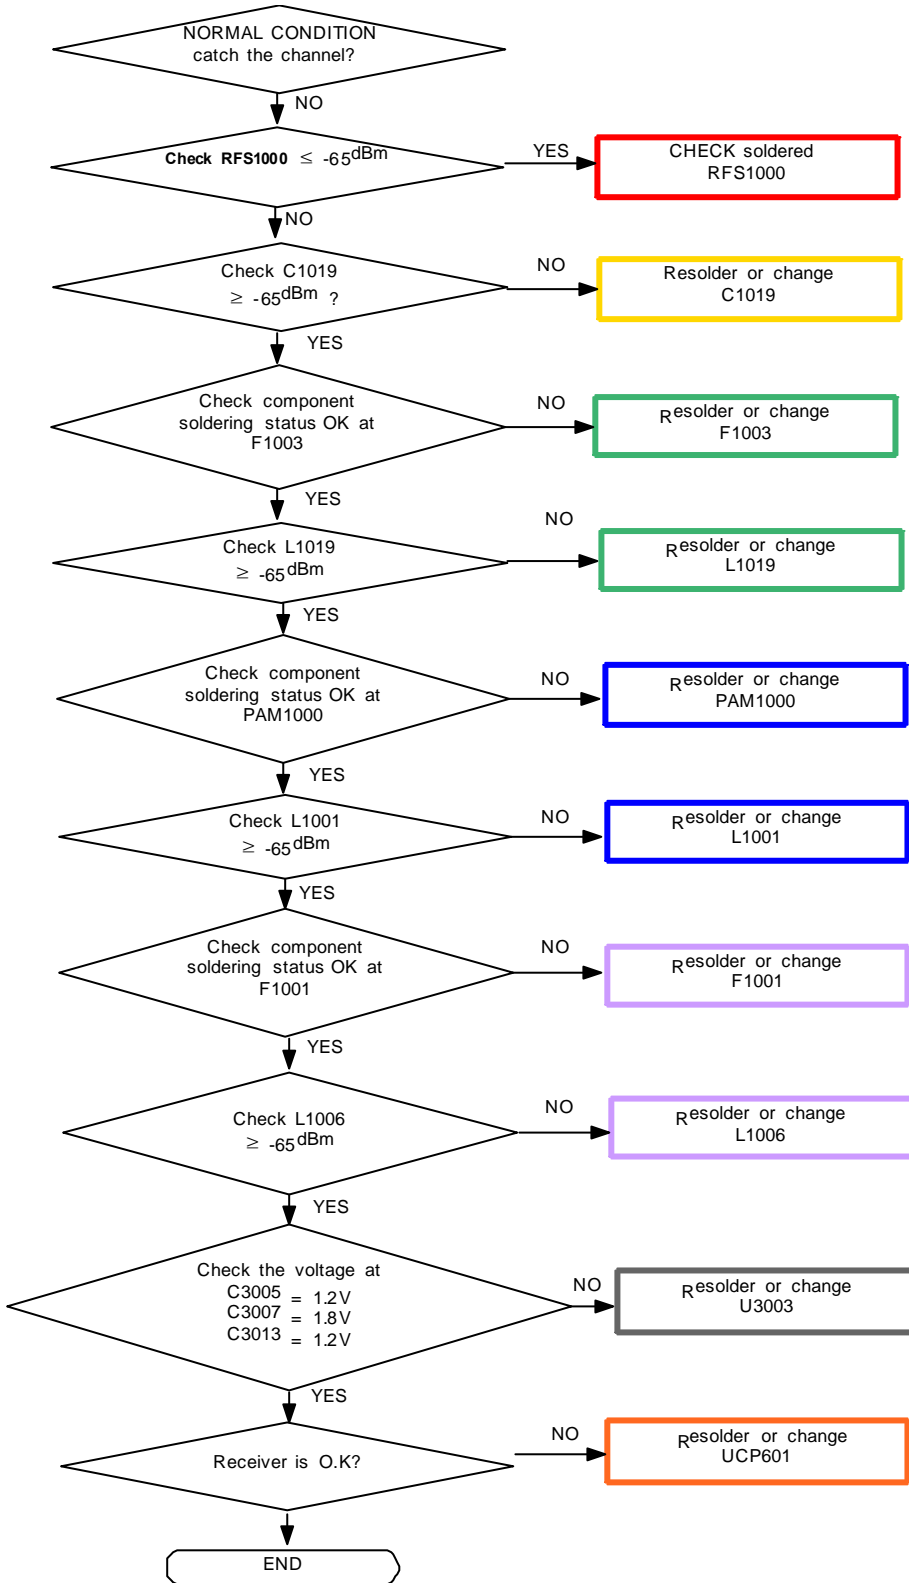 NORMAL CONDITION
catch the channel?
NO
Check RFS1000 ≤ -65dBm
YES
CHECK soldered
RFS1000
NO
Check C1019
≥ -65dBm ?
NO
Resolder or change
C1019
YES
Check component
soldering status OK at
F1003
NO
Resolder or change
F1003
YES
Check L1019
≥ -65dBm
NO
Resolder or change
L1019
YES
Check component
soldering status OK at
PAM1000
NO
Resolder or change
PAM1000
YES
Check L1001
≥ -65dBm
NO
Resolder or change
L1001
YES
Check component
soldering status OK at
F1001
NO
Resolder or change
F1001
YES
Check L1006
≥ -65dBm
NO
Resolder or change
L1006
YES
Check the voltage at
C3005 = 1.2V
C3007 = 1.8V
C3013 = 1.2V
NO
Resolder or change
U3003
YES
Receiver is O.K?
NO
Resolder or change
UCP601
END